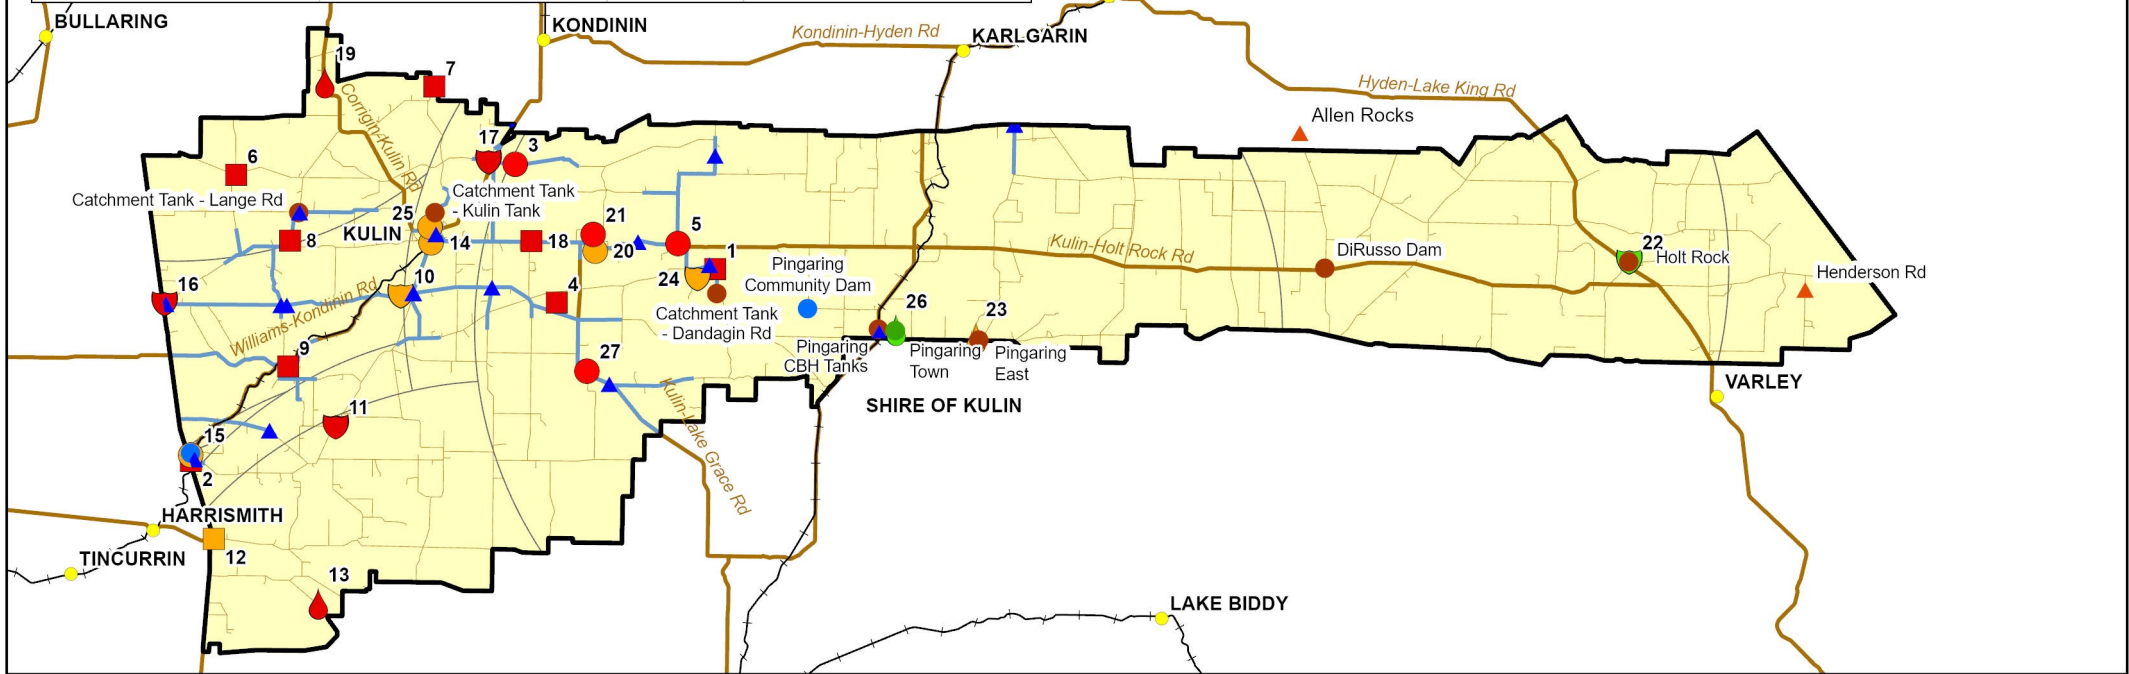 BULLARING
KONDININ
Kondinin-Hyden Rd
KARLGARIN
19
7
Hyden-Lake King Rd
Allen Rocks
Corrigin-Kulin Rd
17
3
6
Catchment Tank - Lange Rd
Catchment Tank
- Kulin Tank
25
KULIN
14
8
18
21
20
5
1
24
Kulin-Holt Rock Rd
DiRusso Dam
22
Holt Rock
Henderson Rd
Pingaring
Community Dam
16
10
Williams-Kondinin Rd
4
Catchment Tank
- Dandagin Rd
26
23
Pingaring
CBH Tanks
Pingaring
Town
Pingaring
East
9
27
VARLEY
SHIRE OF KULIN
11
Kulin-Lake Grace Rd
15
2
HARRISMITH
TINCURRIN
12
13
LAKE BIDDY